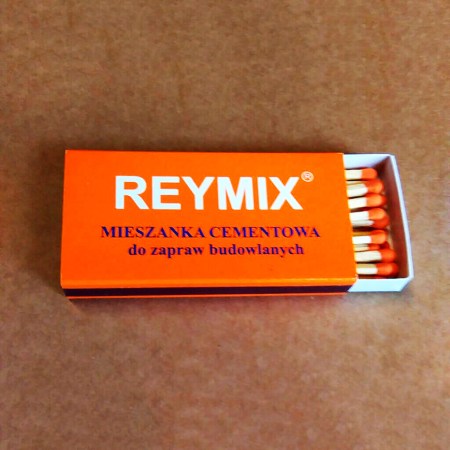 REYMIX®
MIESZANKA CEMENTOWA
do zapraw budowlanych